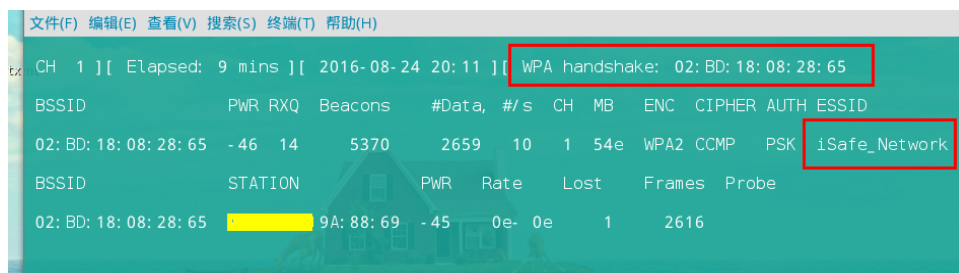 文件(F) 编辑(E) 查看(V) 搜索(S) 终端(T) 帮助(H)
CH 1 ][ Elapsed: 9 mins ][ 2016-08-24 20:11 ][ WPA handshake: 02:BD:18:08:28:65
BSSID PWR RXQ Beacons #Data, #/s CH MB ENC CIPHER AUTH ESSID
02:BD:18:08:28:65 -46 14 5370 2659 10 1 54e WPA2 CCMP PSK iSafe_Network
BSSID STATION PWR Rate Lost Frames Probe
02:BD:18:08:28:65 9A:88:69 -45 0e- 0e 1 2616